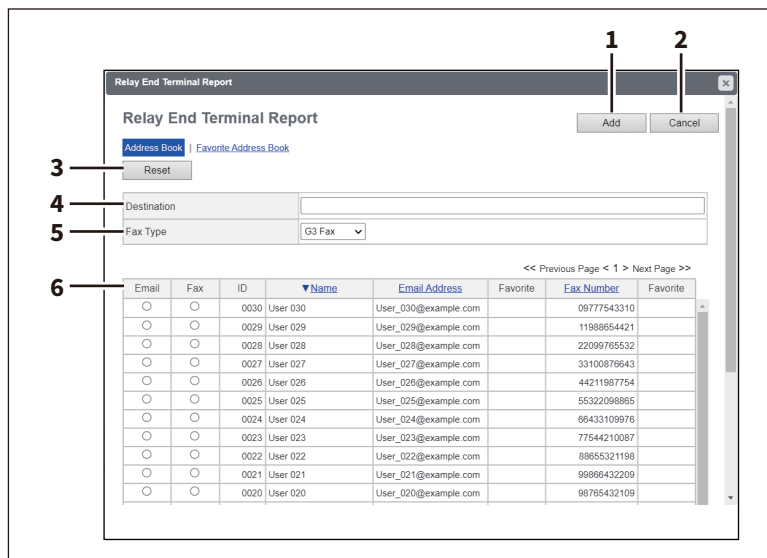 1 2
Relay End Terminal Report
Relay End Terminal Report
Add Cancel
Address Book | Favorite Address Book
3 Reset
4 Destination
5 Fax Type G3 Fax
<< Previous Page < 1 > Next Page >>
6 Email Fax ID ▼Name Email Address Favorite Fax Number Favorite
0030 User 030 User_030@example.com 09777543310
0029 User 029 User_029@example.com 11988654421
0028 User 028 User_028@example.com 22099765532
0027 User 027 User_027@example.com 33100876643
0026 User 026 User_026@example.com 44211987754
0025 User 025 User_025@example.com 55322098865
0024 User 024 User_024@example.com 66433109976
0023 User 023 User_023@example.com 77544210087
0022 User 022 User_022@example.com 88655321198
0021 User 021 User_021@example.com 99866432209
0020 User 020 User_020@example.com 98765432109